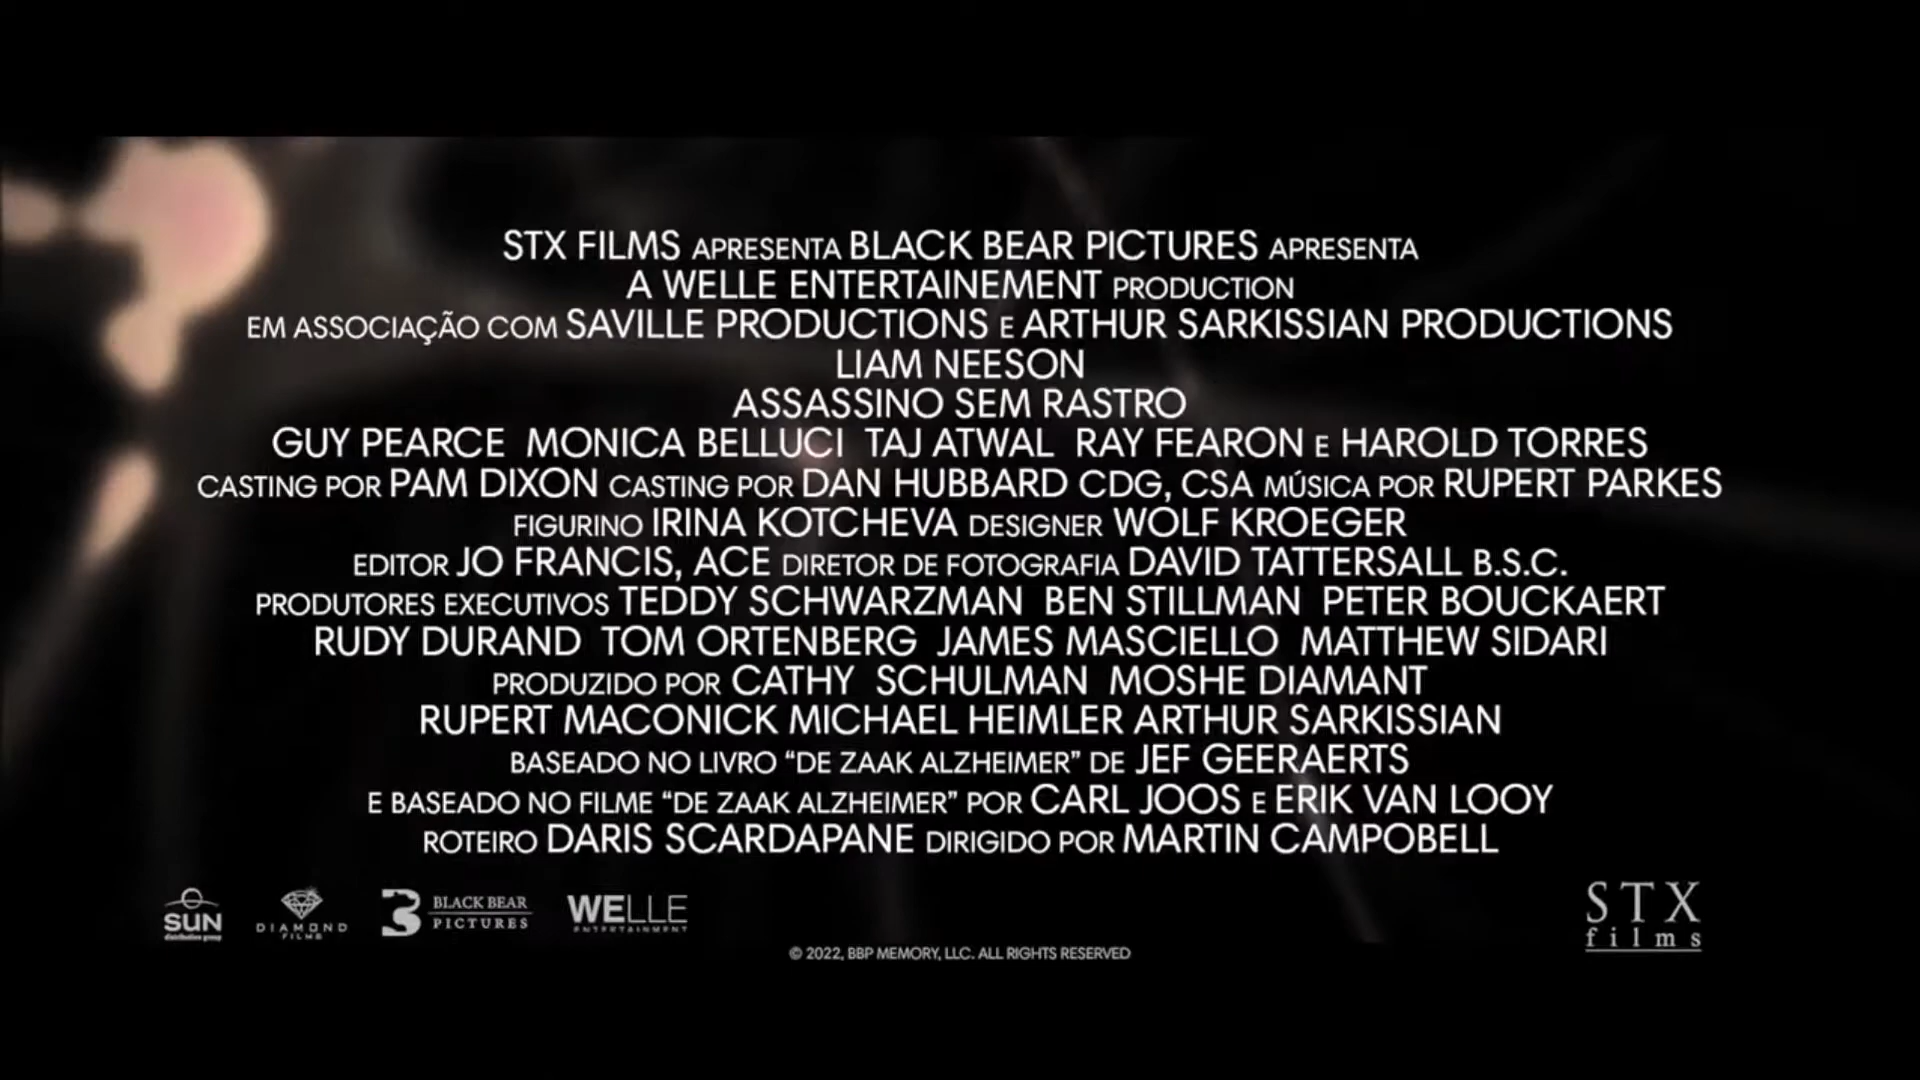 STX FILMS APRESENTA BLACK BEAR PICTURES APRESENTA
A WELLE ENTERTAINEMENT PRODUCTION
EM ASSOCIAÇÃO COM SAVILLE PRODUCTIONS E ARTHUR SARKISSIAN PRODUCTIONS
LIAM NEESON
ASSASSINO SEM RASTRO
GUY PEARCE MONICA BELLUCI TAJ ATWAL RAY FEARON E HAROLD TORRES
CASTING POR PAM DIXON CASTING POR DAN HUBBARD CDG, CSA MÚSICA POR RUPERT PARKES
FIGURINO IRINA KOTCHEVA DESIGNER WOLF KROEGER
EDITOR JO FRANCIS, ACE DIRETOR DE FOTOGRAFIA DAVID TATTERSALL B.S.C.
PRODUTORES EXECUTIVOS TEDDY SCHWARZMAN BEN STILLMAN PETER BOUCKAERT
RUDY DURAND TOM ORTENBERG JAMES MASCIELLO MATTHEW SIDARI
PRODUZIDO POR CATHY SCHULMAN MOSHE DIAMANT
RUPERT MACONICK MICHAEL HEIMLER ARTHUR SARKISSIAN
BASEADO NO LIVRO “DE ZAAK ALZHEIMER” DE JEF GEERAERTS
E BASEADO NO FILME “DE ZAAK ALZHEIMER” POR CARL JOOS E ERIK VAN LOOY
ROTEIRO DARIS SCARDAPANE DIRIGIDO POR MARTIN CAMPOBELL
SUN
distribution group
DIAMOND
FILMS
BLACK BEAR
PICTURES
WELLE
ENTERTAINMENT
STX
films
© 2022, BBP MEMORY, LLC. ALL RIGHTS RESERVED